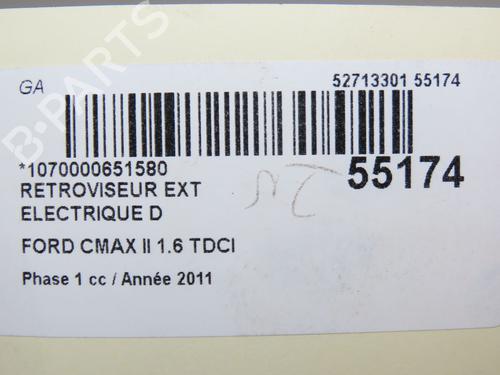 B-PARTS
GA
52713301 55174
*1070000651580
55174
RETROVISEUR EXT
ELECTRIQUE D
FORD CMAX II 1.6 TDCI
Phase 1 cc / Année 2011